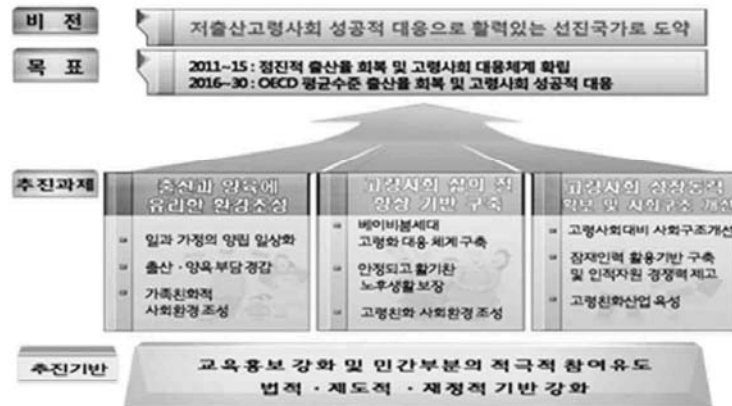 비 전
저출산고령사회 성공적 대응으로 활력있는 선진국가로 도약
목 표
2011~15 : 점진적 출산율 회복 및 고령사회 대응체계 확립
2016~30 : OECD 평균수준 출산율 회복 및 고령사회 성공적 대응
추진과제
출산과 양육에
유리한 환경조성
일과 가정의 양립 일상화
출산 · 양육 부담 경감
가족친화적
사회환경 조성
고령사회 삶의 질
향상 기반 구축
베이비붐세대
고령화 대응 체계 구축
안정되고 활기찬
노후생활 보장
고령친화 사회환경 조성
고령사회 성장동력
확보 및 사회구조 개선
고령사회대비 사회구조개선
잠재인력 활용기반 구축
및 인적자원 경쟁력 제고
고령친화산업 육성
추진기반
교육홍보 강화 및 민간부분의 적극적 참여유도
법적 · 제도적 · 재정적 기반 강화